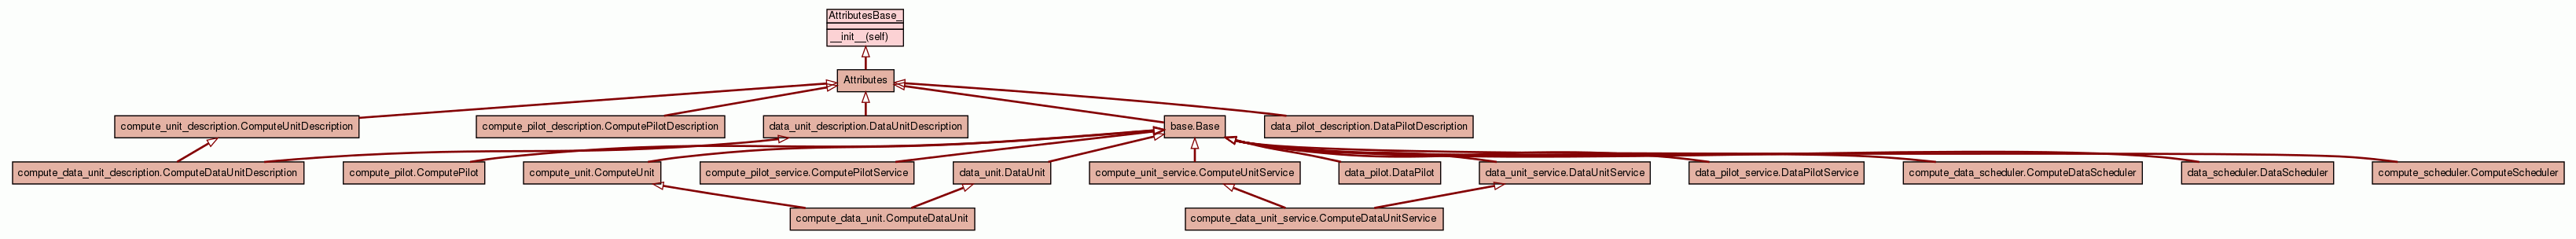 AttributesBase_
__init__(self)
Attributes
compute_unit_description.ComputeUnitDescription
compute_pilot_description.ComputePilotDescription
data_unit_description.DataUnitDescription
base.Base
data_pilot_description.DataPilotDescription
compute_data_unit_description.ComputeDataUnitDescription
compute_pilot.ComputePilot
compute_unit.ComputeUnit
compute_pilot_service.ComputePilotService
data_unit.DataUnit
compute_unit_service.ComputeUnitService
data_pilot.DataPilot
data_unit_service.DataUnitService
data_pilot_service.DataPilotService
compute_data_scheduler.ComputeDataScheduler
data_scheduler.DataScheduler
compute_scheduler.ComputeScheduler
compute_data_unit.ComputeDataUnit
compute_data_unit_service.ComputeDataUnitService